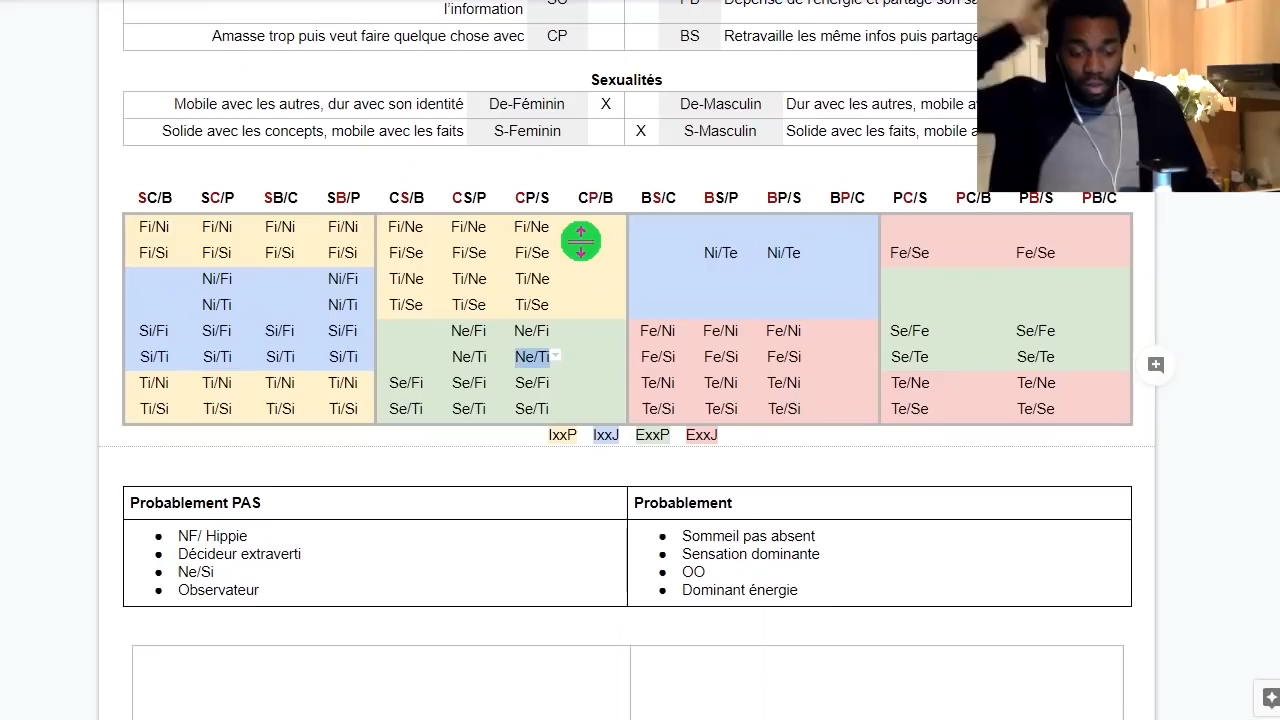 l’information
SC
PB
Dépense de l'énergie et partage son sa
Amasse trop puis veut faire quelque chose avec
CP
BS
Retravaille les même infos puis partage
Sexualités
Mobile avec les autres, dur avec son identité
De-Féminin
X
De-Masculin
Dur avec les autres, mobile a
Solide avec les concepts, mobile avec les faits
S-Feminin
X
S-Masculin
Solide avec les faits, mobile a
SC/B SC/P SB/C SB/P CS/B CS/P CP/S CP/B BS/C BS/P BP/S BP/C PC/S PC/B PB/S PB/C
Fi/Ni Fi/Ni Fi/Ni Fi/Ni Fi/Ne Fi/Ne Fi/Ne
Fi/Si Fi/Si Fi/Si Fi/Si Fi/Se Fi/Se Fi/Se Ni/Te Ni/Te Fe/Se Fe/Se
Ni/Fi Ni/Fi Ti/Ne Ti/Ne Ti/Ne
Ni/Ti Ni/Ti Ti/Se Ti/Se Ti/Se
Si/Fi Si/Fi Si/Fi Si/Fi Ne/Fi Ne/Fi Fe/Ni Fe/Ni Fe/Ni Se/Fe Se/Fe
Si/Ti Si/Ti Si/Ti Si/Ti Ne/Ti Ne/Ti Fe/Si Fe/Si Fe/Si Se/Te Se/Te
Ti/Ni Ti/Ni Ti/Ni Ti/Ni Se/Fi Se/Fi Se/Fi Te/Ni Te/Ni Te/Ni Te/Ne Te/Ne
Ti/Si Ti/Si Ti/Si Ti/Si Se/Ti Se/Ti Se/Ti Te/Si Te/Si Te/Si Te/Se Te/Se
IxxP IxxJ ExxP ExxJ
Probablement PAS
Probablement
NF/ Hippie
Décideur extraverti
Ne/Si
Observateur
Sommeil pas absent
Sensation dominante
OO
Dominant énergie